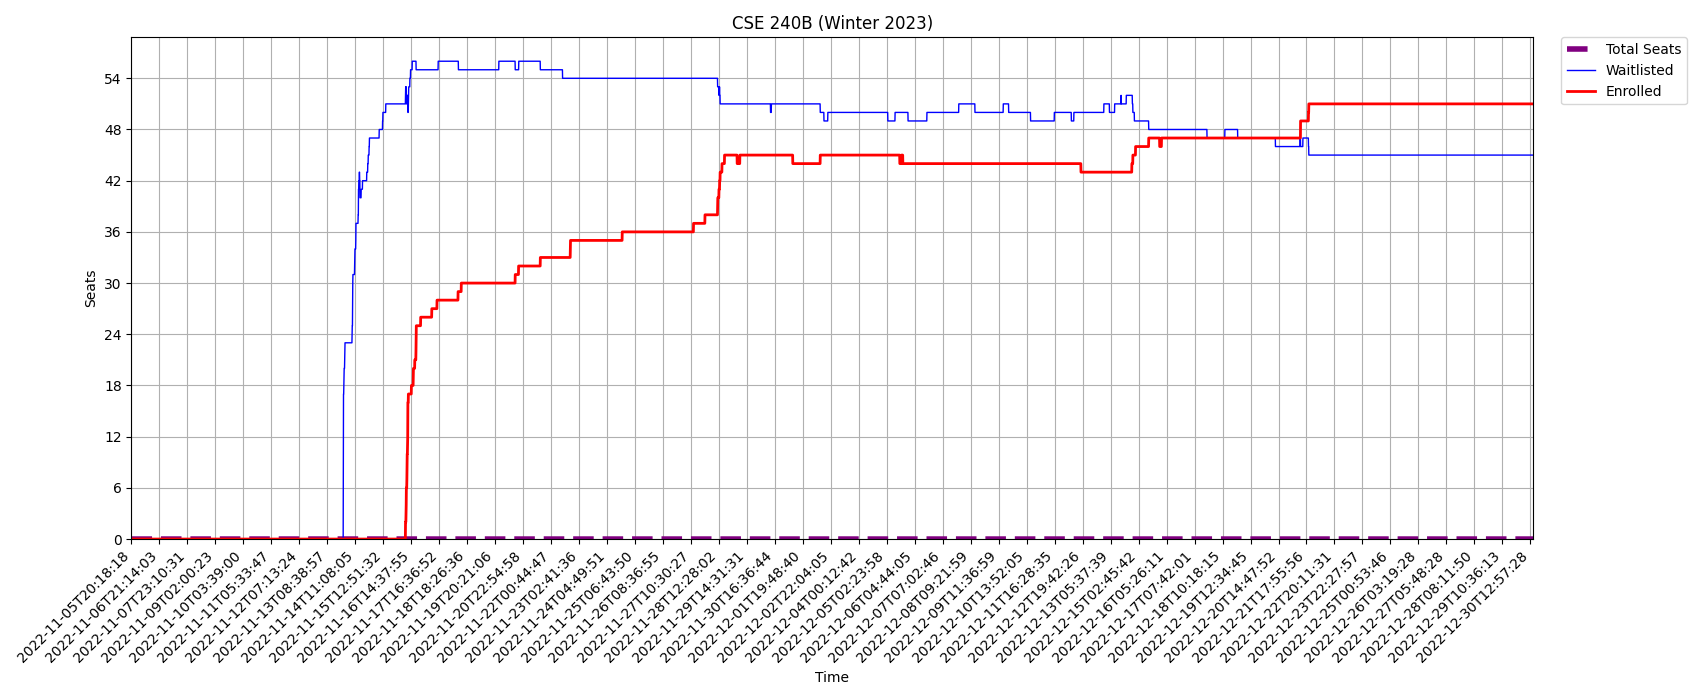 CSE 240B (Winter 2023)
Total Seats
Waitlisted
Enrolled
Seats
54
48
42
36
30
24
18
12
6
0
2022-11-05T20:18:18
2022-11-06T21:14:03
2022-11-07T23:10:31
2022-11-09T02:00:23
2022-11-10T03:39:00
2022-11-11T05:33:47
2022-11-12T07:13:24
2022-11-13T08:38:57
2022-11-14T11:08:05
2022-11-15T12:51:32
2022-11-16T14:37:55
2022-11-17T16:36:52
2022-11-18T18:26:36
2022-11-19T20:21:06
2022-11-20T22:54:58
2022-11-22T00:44:47
2022-11-23T02:41:36
2022-11-24T04:49:51
2022-11-25T06:43:50
2022-11-26T08:36:55
2022-11-27T10:30:27
2022-11-28T12:28:02
2022-11-29T14:31:31
2022-11-30T16:36:44
2022-12-01T19:48:40
2022-12-02T22:04:05
2022-12-04T00:12:42
2022-12-05T02:23:58
2022-12-06T04:44:05
2022-12-07T07:02:46
2022-12-08T09:21:59
2022-12-09T11:36:59
2022-12-10T13:52:05
2022-12-11T16:28:35
2022-12-12T19:42:26
2022-12-13T05:37:39
2022-12-15T02:45:42
2022-12-16T05:26:11
2022-12-17T07:42:01
2022-12-18T10:18:15
2022-12-19T12:34:45
2022-12-20T14:47:52
2022-12-21T17:55:56
2022-12-22T20:11:31
2022-12-23T22:27:57
2022-12-25T00:53:46
2022-12-26T03:19:28
2022-12-27T05:48:28
2022-12-28T08:11:50
2022-12-29T10:36:13
2022-12-30T12:57:28
Time